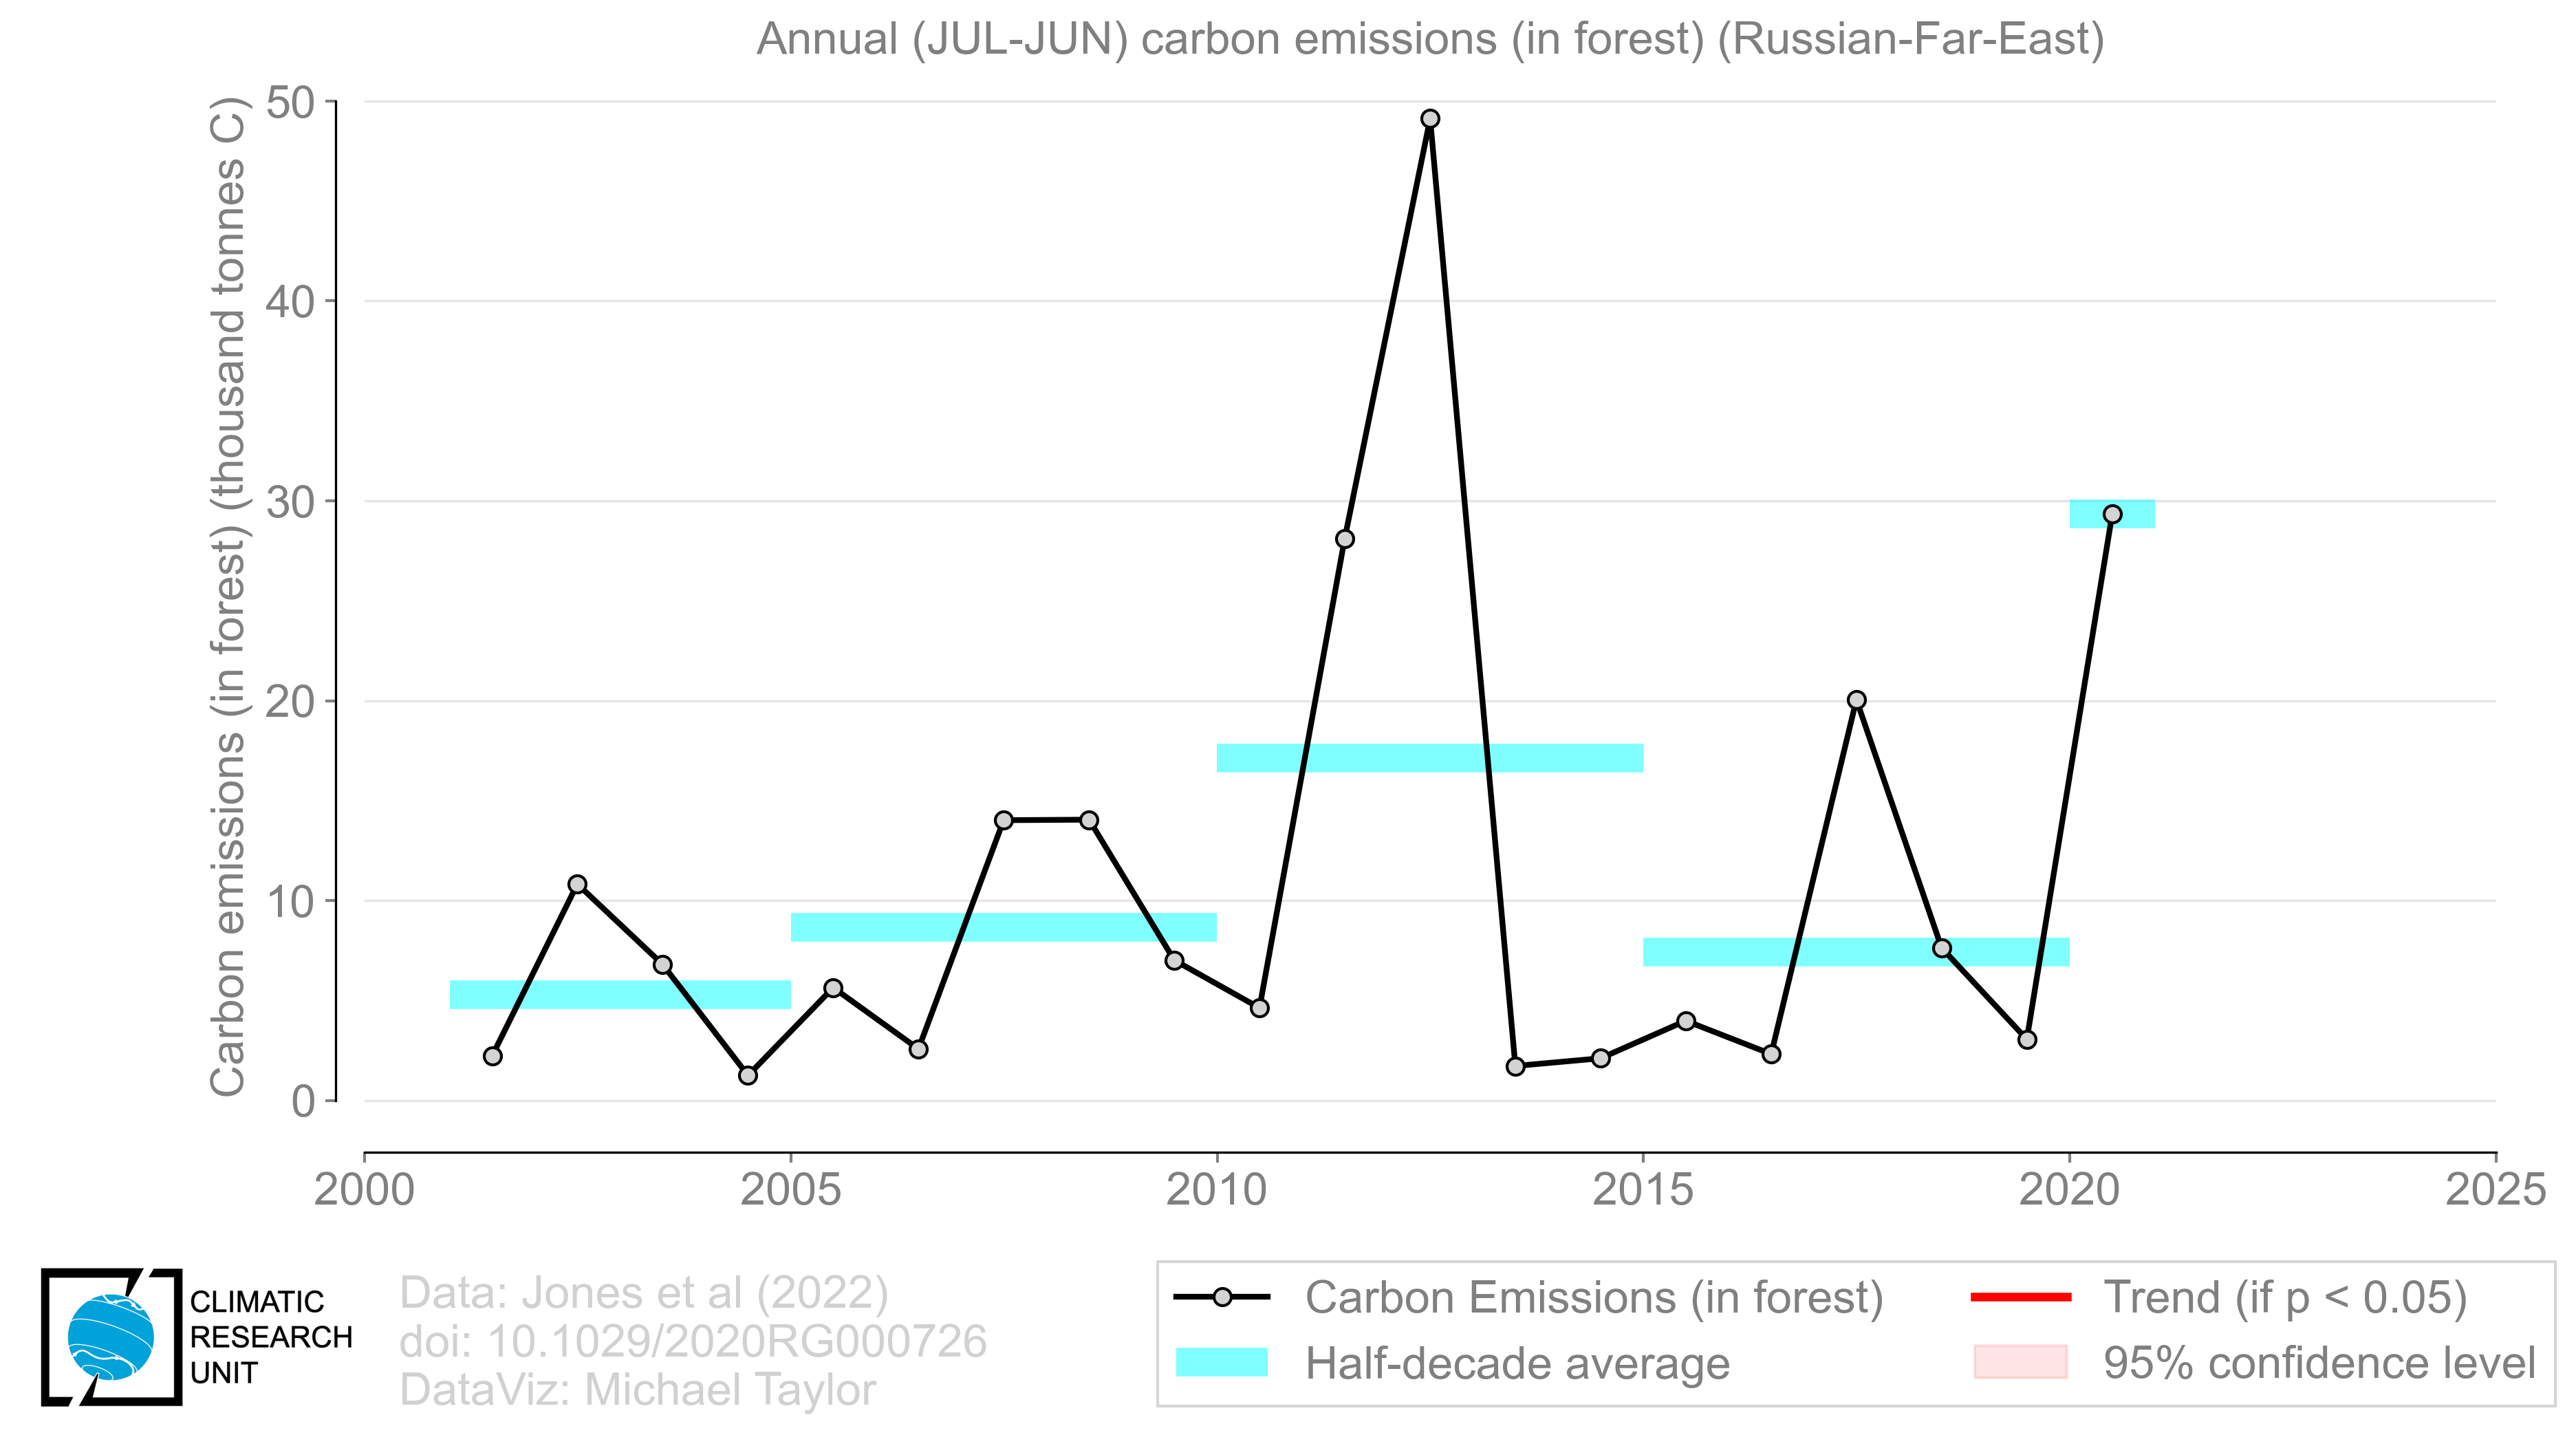 Annual (JUL-JUN) carbon emissions (in forest) (Russian-Far-East)
Carbon emissions (in forest) (thousand tonnes C)
50
40
30
20
10
0
2000 2005 2010 2015 2020 2025
CLIMATIC
RESEARCH
UNIT
Data: Jones et al (2022)
doi: 10.1029/2020RG000726
DataViz: Michael Taylor
Carbon Emissions (in forest)
Half-decade average
Trend (if p < 0.05)
95% confidence level